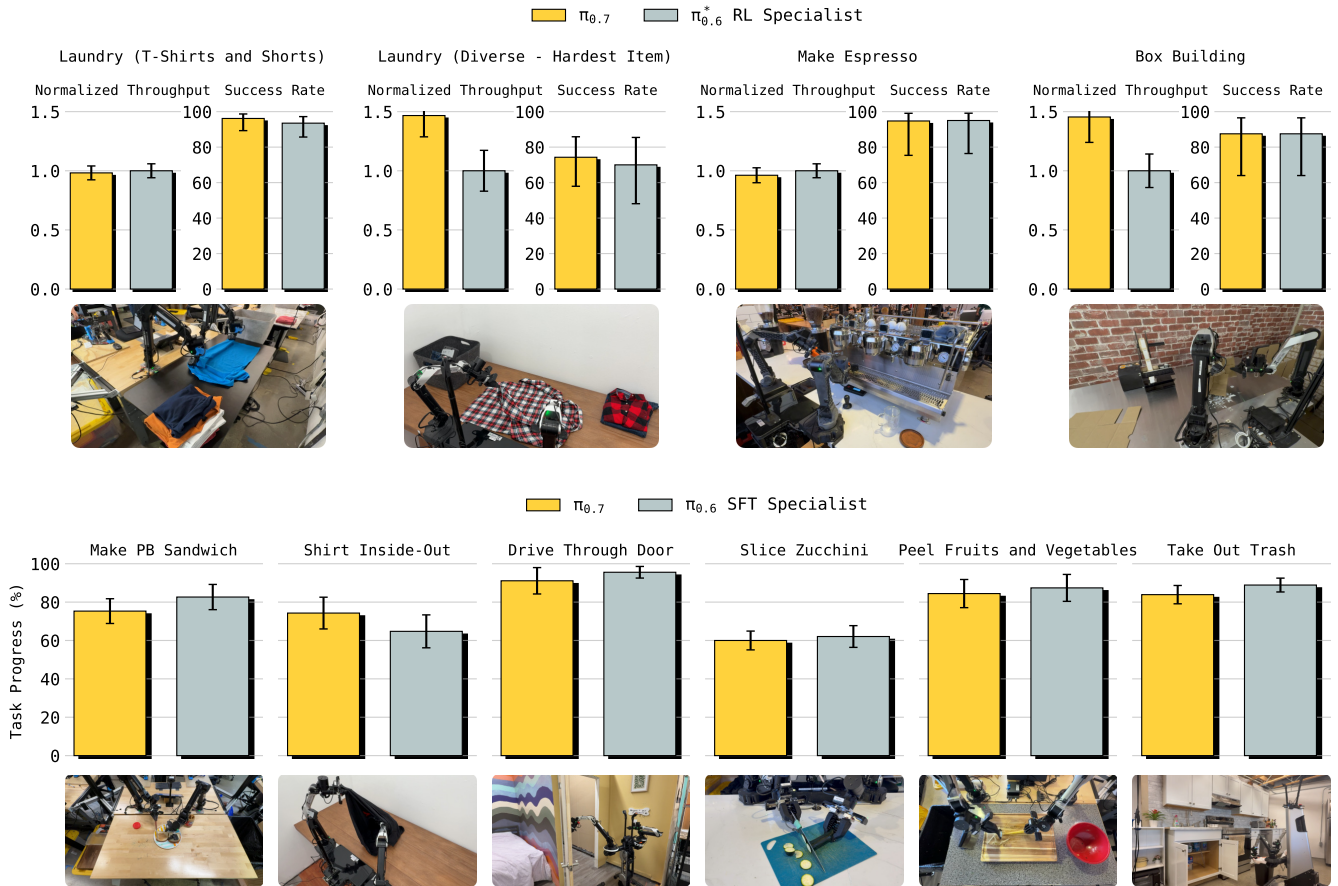 π0.7 π*0.6 RL Specialist
Laundry (T-Shirts and Shorts) Laundry (Diverse - Hardest Item) Make Espresso Box Building
Normalized Throughput Success Rate Normalized Throughput Success Rate Normalized Throughput Success Rate Normalized Throughput Success Rate
1.5 100 1.5 100 1.5 100 1.5 100
80 80 80 80
1.0 60 1.0 60 1.0 60 1.0 60
0.5 40 0.5 40 0.5 40 0.5 40
20 20 20 20
0.0 0 0.0 0 0.0 0 0.0 0
π0.7 π0.6 SFT Specialist
Make PB Sandwich Shirt Inside-Out Drive Through Door Slice Zucchini Peel Fruits and Vegetables Take Out Trash
Task Progress (%)
100
80
60
40
20
0